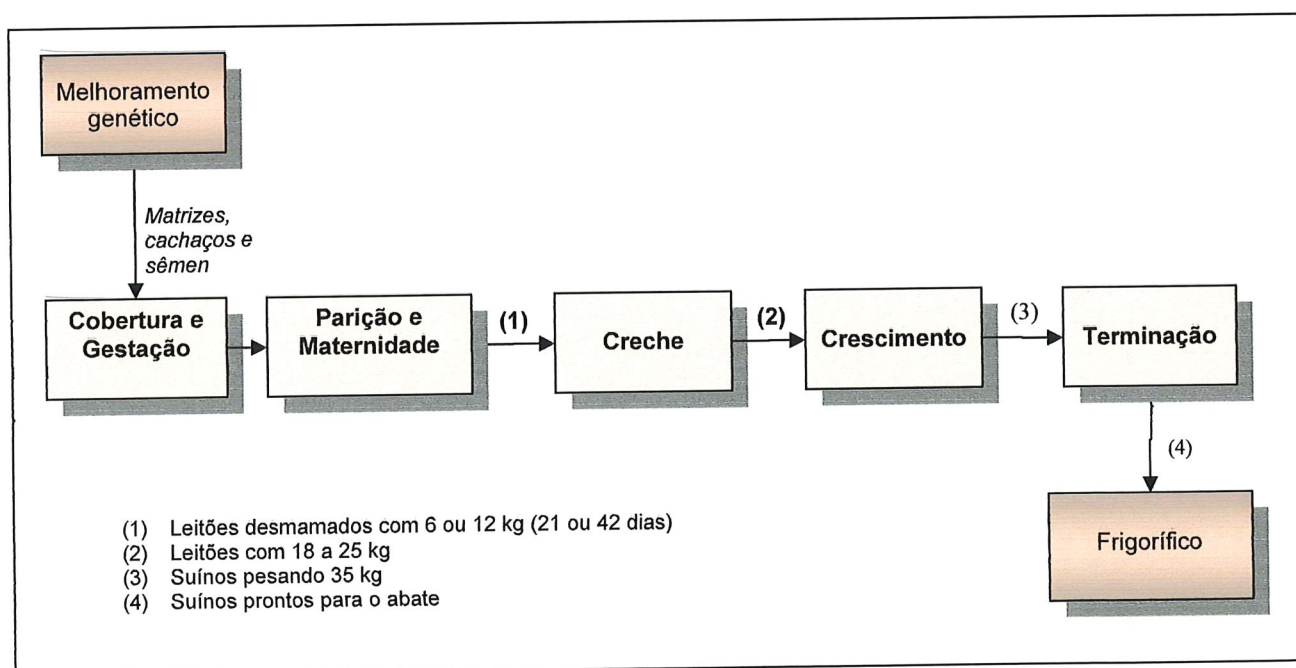 Melhoramento
genético
Matrizes,
cachaços e
sêmen
Cobertura e
Gestação
Parição e
Maternidade
(1)
Creche
(2)
Crescimento
(3)
Terminação
(4)
Frigorífico
(1) Leitões desmamados com 6 ou 12 kg (21 ou 42 dias)
(2) Leitões com 18 a 25 kg
(3) Suínos pesando 35 kg
(4) Suínos prontos para o abate